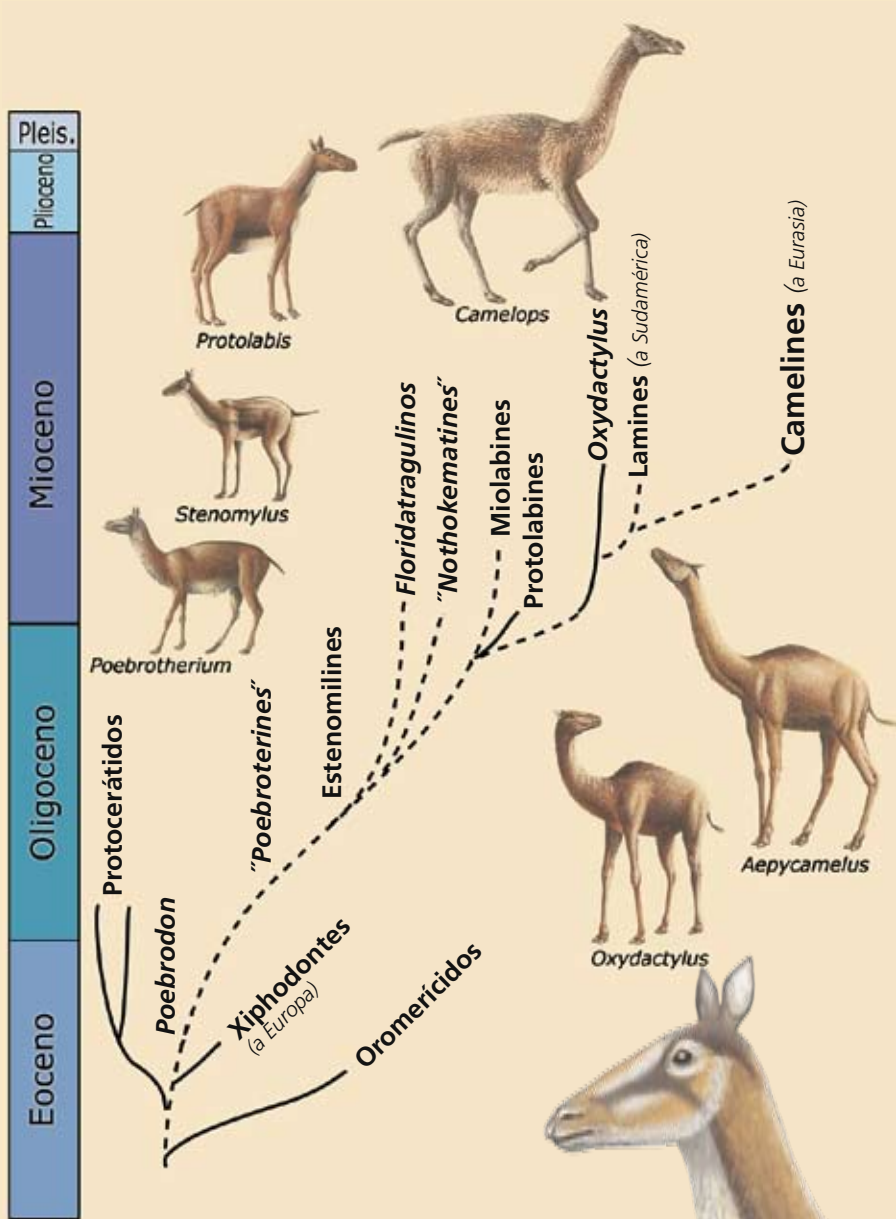 Pleis.
Plioceno
Mioceno
Oligoceno
Eoceno
Protolabis
Camelops
Stenomylus
Poebrotherium
Protocerátidos
Poebrodon
"Poebroterines"
Estenomilines
Floridatragulinos
"Nothokematines"
Miolabines
Protolabines
Oxydactylus
Lamines (a Sudamérica)
Camelines (a Eurasia)
Xiphodontes
(a Europa)
Oromerícidos
Aepycamelus
Oxydactylus